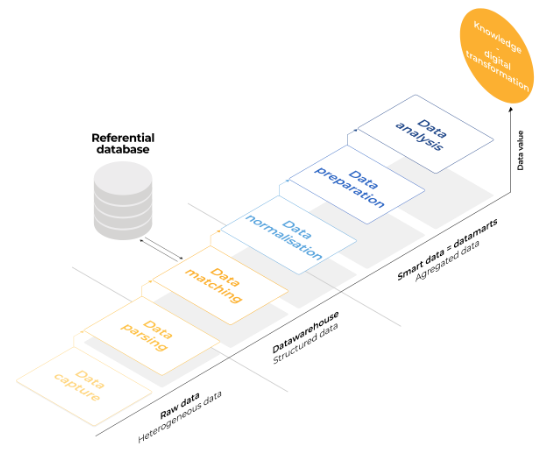 Knowledge
-
digital
transformation
Data value
Data
analysis
Referential
database
Data
preparation
Data
normalisation
Data
matching
Data
parsing
Data
capture
Smart data = datamarts
Agregated data
Datawarehouse
Structured data
Raw data
Heterogeneous data